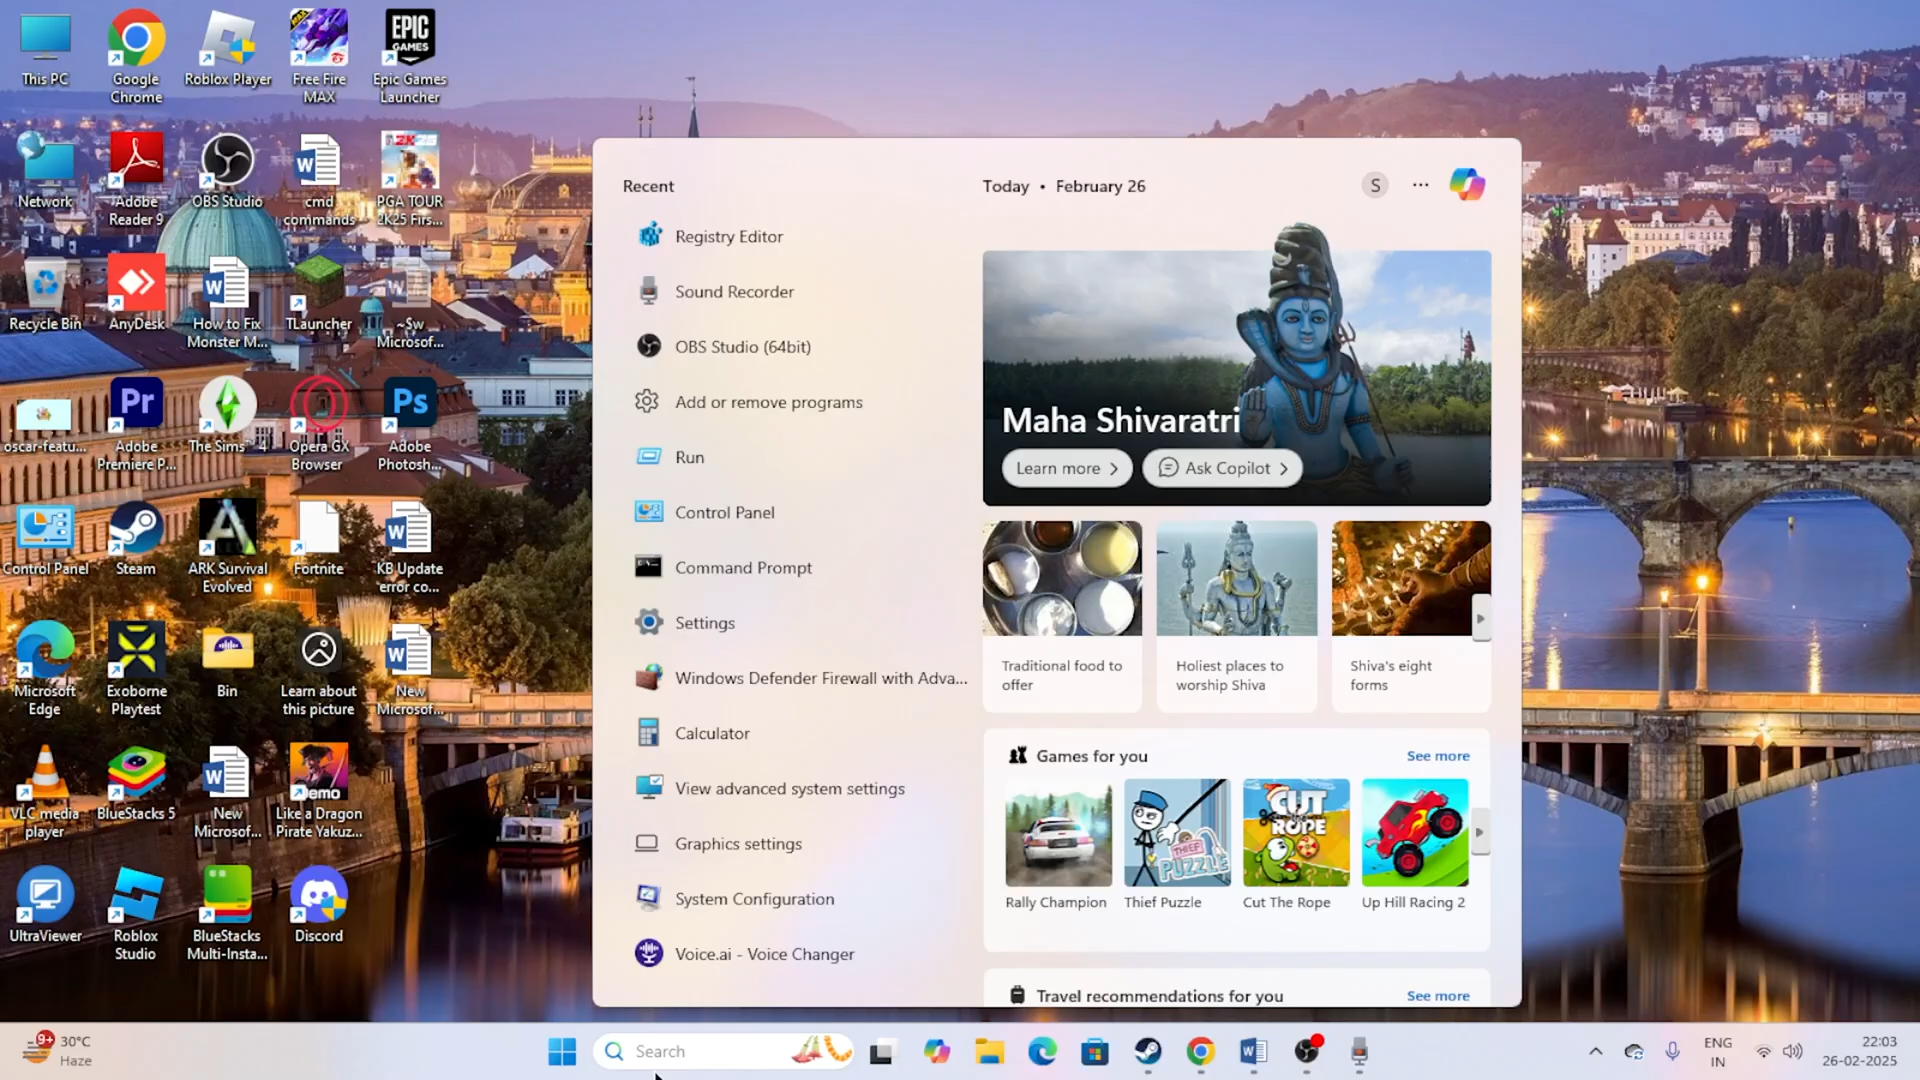 This PC
Google
Chrome
Roblox Player
Free Fire
MAX
EPIC
GAMES
Epic Games
Launcher
Network
Adobe
Reader 9
OBS Studio
cmd
commands
PGA TOUR
2K25 Firs...
Recycle Bin
AnyDesk
How to Fix
Monster M...
TLauncher
~$w
Microsof...
oscar-featu...
Pr
Adobe
Premiere P...
The Sims™ 4
Opera GX
Browser
Ps
Adobe
Photosh...
Control Panel
Steam
ARK Survival
Evolved
Fortnite
KB Update
error co...
Microsoft
Edge
Exoborne
Playtest
Bin
Learn about
this picture
New
Microsof...
VLC media
player
BlueStacks 5
New
Microsof...
DEMO
Like a Dragon
Pirate Yakuz...
UltraViewer
Roblox
Studio
BlueStacks
Multi-Insta...
Discord
Recent
Registry Editor
Sound Recorder
OBS Studio (64bit)
Add or remove programs
Run
Control Panel
Command Prompt
Settings
Windows Defender Firewall with Adva...
Calculator
View advanced system settings
Graphics settings
System Configuration
Voice.ai - Voice Changer
Today • February 26
S
Maha Shivaratri
Learn more
Ask Copilot
Traditional food to
offer
Holiest places to
worship Shiva
Shiva's eight
forms
Games for you
See more
THIEF
PUZZLE
CUT
THE
ROPE
Rally Champion
Thief Puzzle
Cut The Rope
Up Hill Racing 2
Travel recommendations for you
See more
9+
30°C
Haze
Search
ENG
IN
22:03
26-02-2025